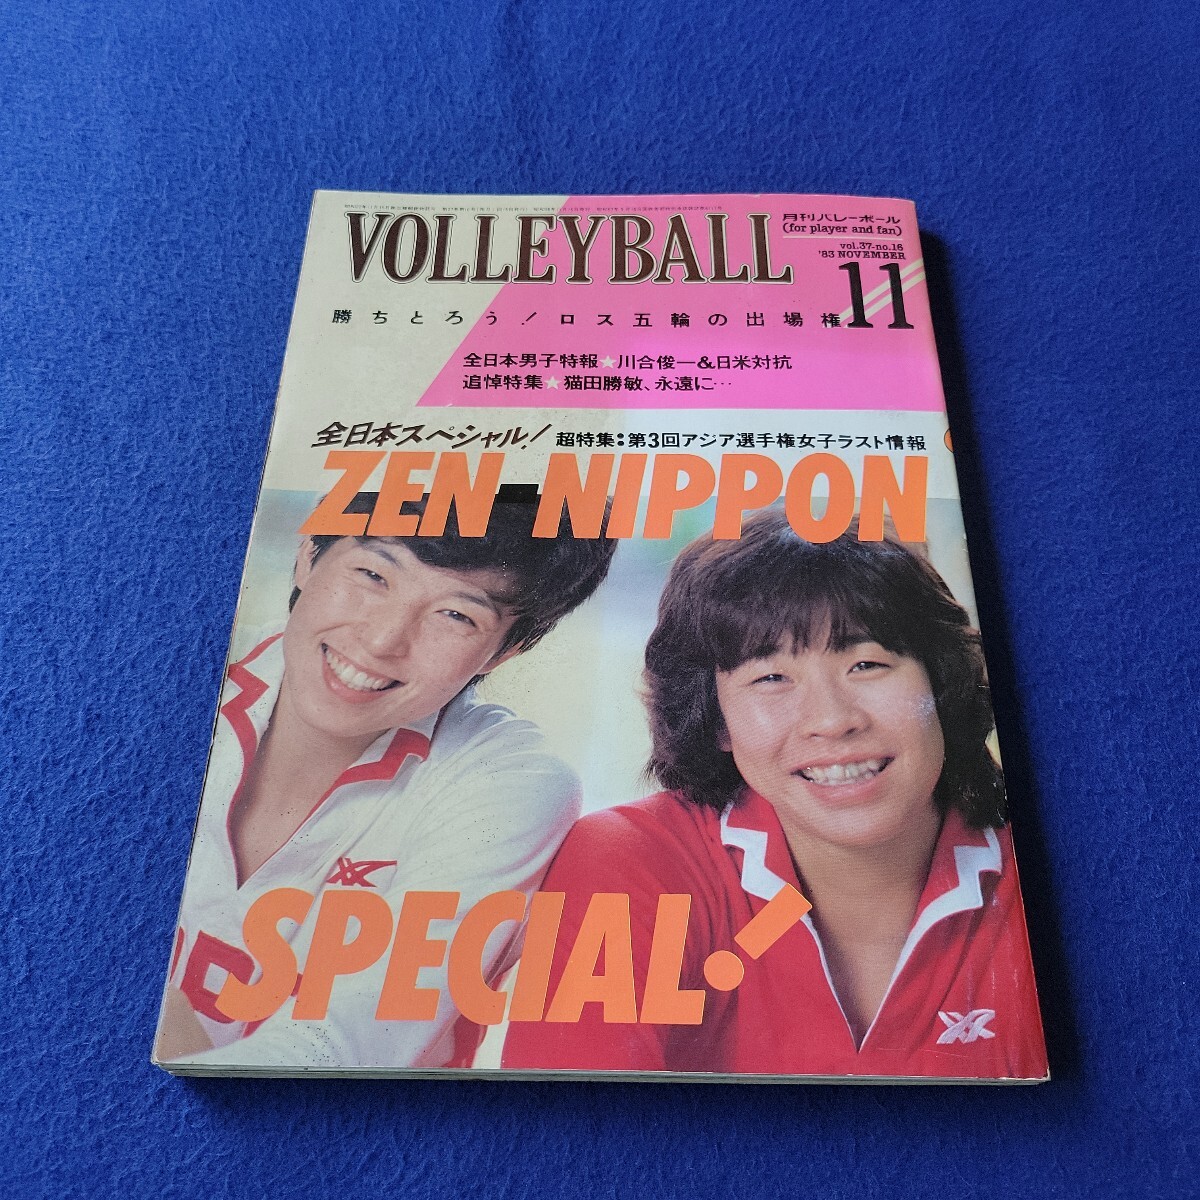 VOLLEYBALL
月刊バレーボール
(for player and fan)
vol.37-no.16
'83 NOVEMBER
11
勝ちとろう!ロス五輪の出場権
全日本男子特報★川合俊一&日米対抗
追悼特集★猫田勝敏、永遠に…
全日本スペシャル!
超特集:第3回アジア選手権女子ラスト情報
ZEN NIPPON
SPECIAL!